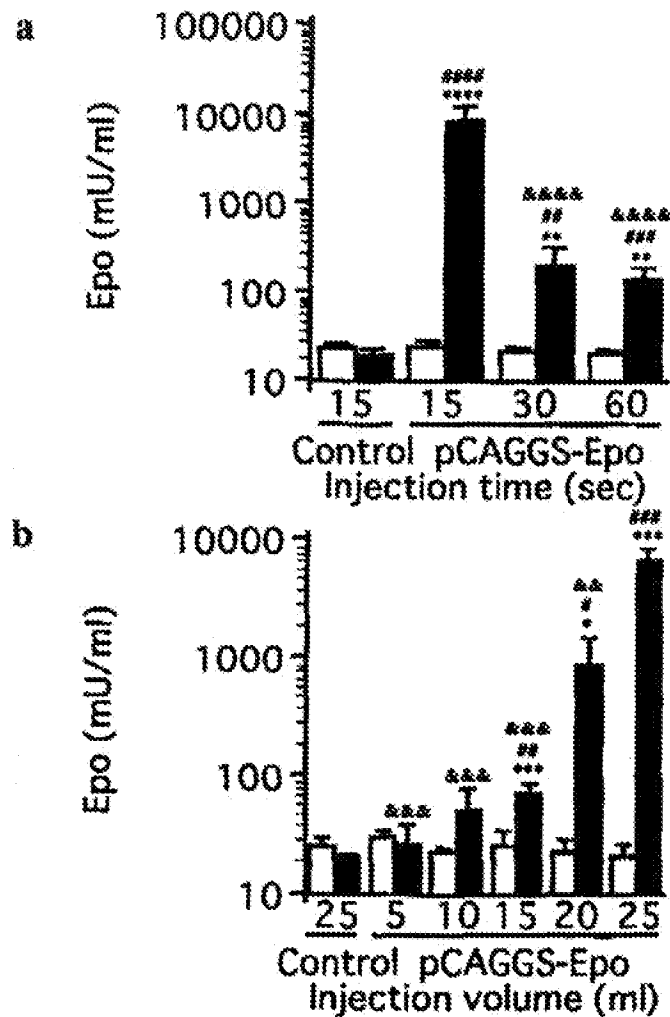 a
Epo (mU/ml)
100000
10000
1000
100
10
####
****
&&&&
##
**
&&&&
###
**
15 15 30 60
Control pCAGGS-Epo
Injection time (sec)
b
Epo (mU/ml)
10000
1000
100
10
&&&
&&&
&&&
##
***
&&
#
*
###
***
25 5 10 15 20 25
Control pCAGGS-Epo
Injection volume (ml)